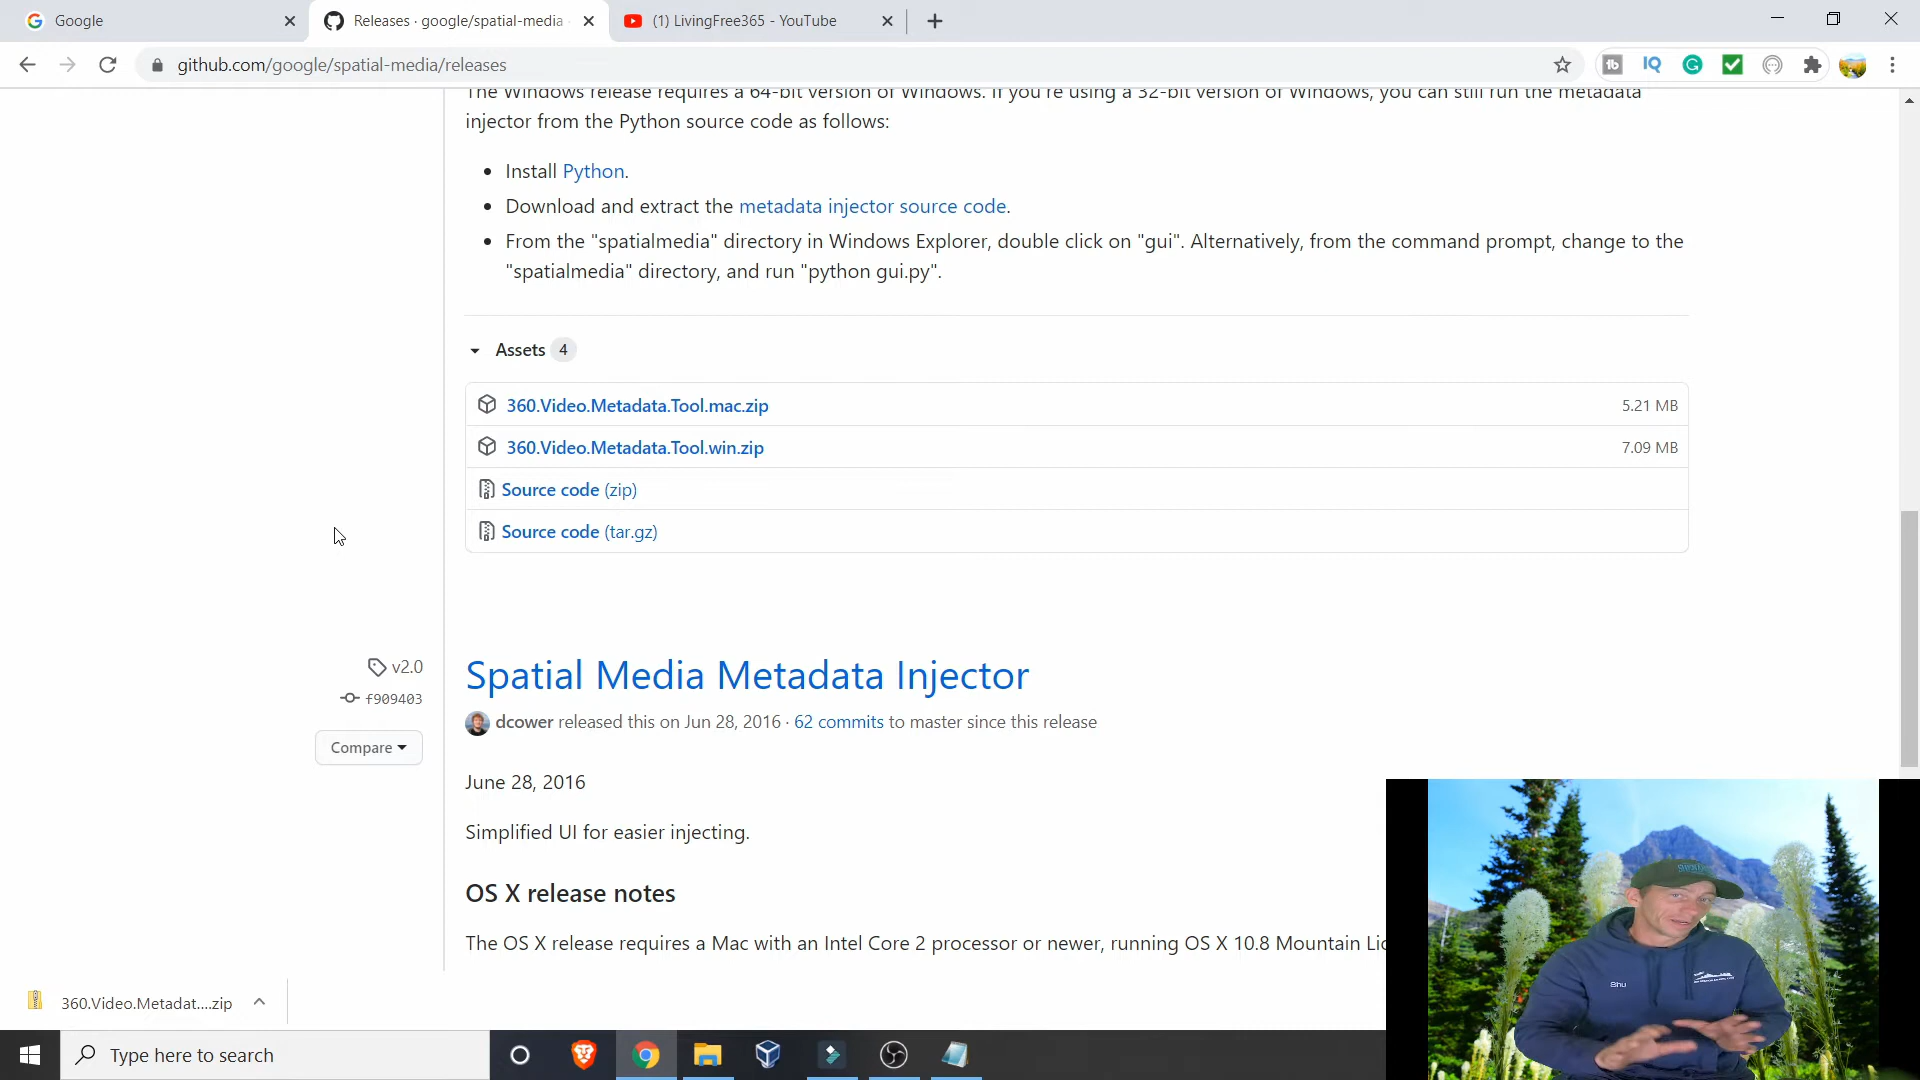 Google
Releases · google/spatial-media
(1) LivingFree365 - YouTube
github.com/google/spatial-media/releases
The Windows release requires a 64-bit version of Windows. If you're using a 32-bit version of Windows, you can still run the metadata
injector from the Python source code as follows:
Install Python.
Download and extract the metadata injector source code.
From the "spatialmedia" directory in Windows Explorer, double click on "gui". Alternatively, from the command prompt, change to the
"spatialmedia" directory, and run "python gui.py".
Assets 4
360.Video.Metadata.Tool.mac.zip 5.21 MB
360.Video.Metadata.Tool.win.zip 7.09 MB
Source code (zip)
Source code (tar.gz)
v2.0
f909403
Compare
Spatial Media Metadata Injector
dcower released this on Jun 28, 2016 · 62 commits to master since this release
June 28, 2016
Simplified UI for easier injecting.
OS X release notes
The OS X release requires a Mac with an Intel Core 2 processor or newer, running OS X 10.8 Mountain
Shu
360.Video.Metadat....zip
Type here to search